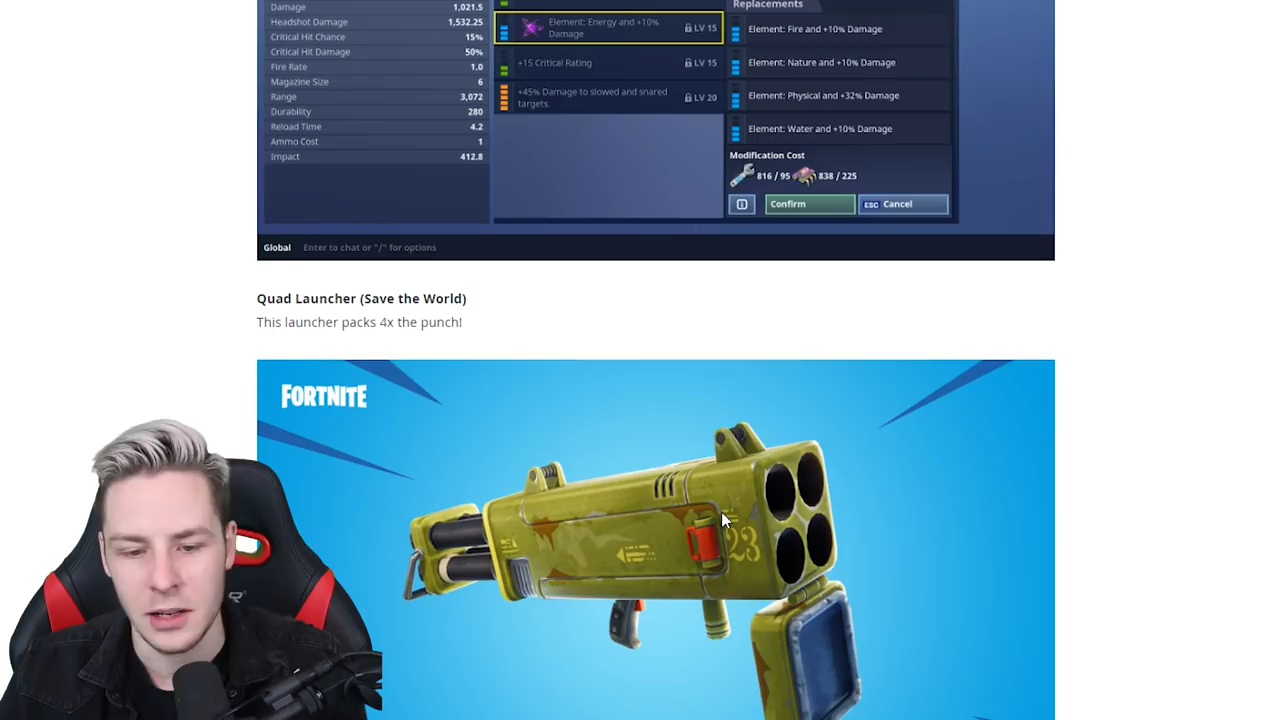 Damage 1,021.5
Headshot Damage 1,532.25
Critical Hit Chance 15%
Critical Hit Damage 50%
Fire Rate 1.0
Magazine Size 6
Range 3,072
Durability 280
Reload Time 4.2
Ammo Cost 1
Impact 412.8
Element: Energy and +10%
Damage
LV 15
+15 Critical Rating LV 15
+45% Damage to slowed and snared
targets.
LV 20
Replacements
Element: Fire and +10% Damage
Element: Nature and +10% Damage
Element: Physical and +32% Damage
Element: Water and +10% Damage
Modification Cost
816 / 95 838 / 225
Confirm ESC Cancel
Global Enter to chat or "/" for options
Quad Launcher (Save the World)
This launcher packs 4x the punch!
FORTNITE
23
R